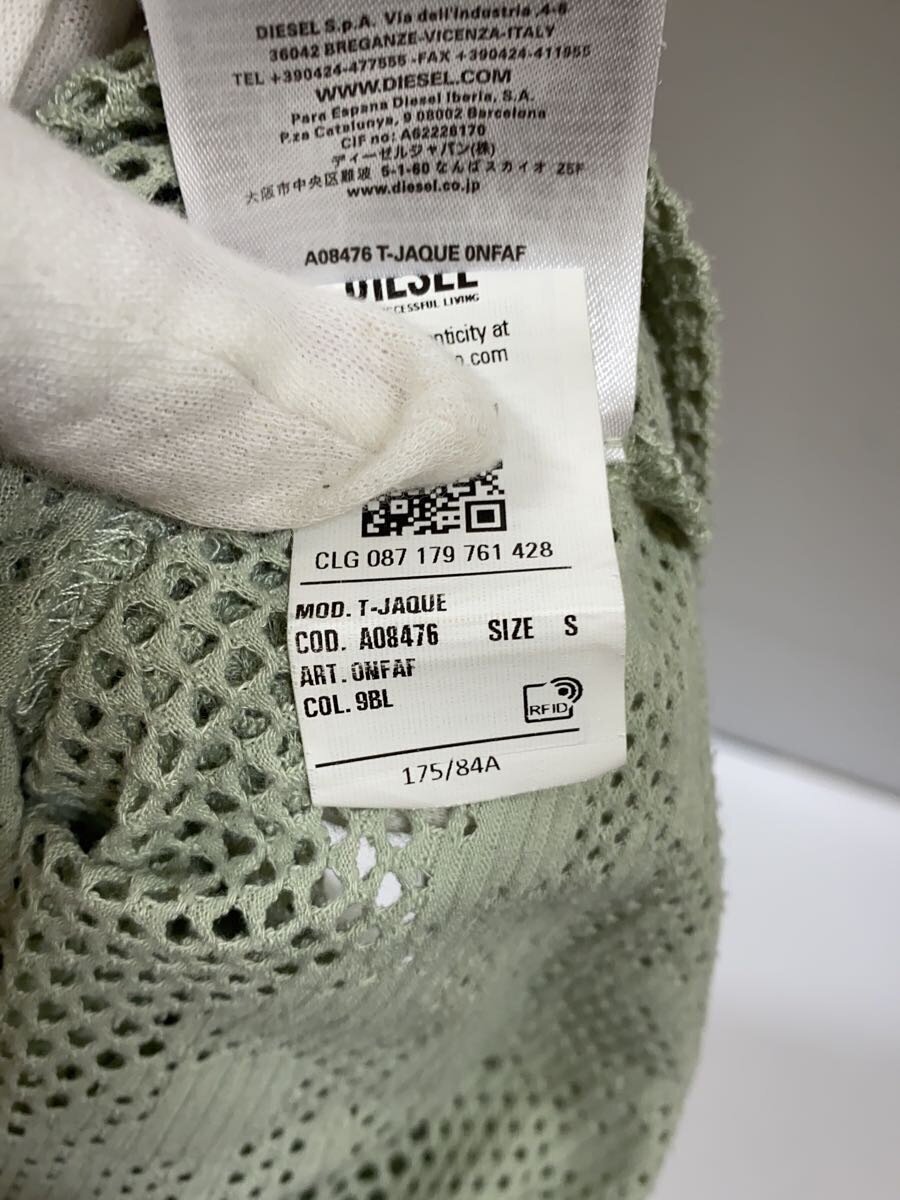 DIESEL S.p.A. Via dell'Industria ,4-6
36042 BREGANZE-VICENZA-ITALY
TEL +390424-477555 -FAX +390424-411955
WWW.DIESEL.COM
Para Espana Diesel Iberia, S.A.
P.za Catalunya, 9 08002 Barcelona
CIF no: A62228170
ディーゼルジャパン(株)
大阪市中央区難波 5-1-60 なんばスカイオ 25F
www.diesel.co.jp
A08476 T-JAQUE 0NFAF
DIESEL
LIVING
at
CLG 087 179 761 428
MOD. T-JAQUE
COD. A08476 SIZE S
ART. 0NFAF
COL. 9BL
RFID
175/84A